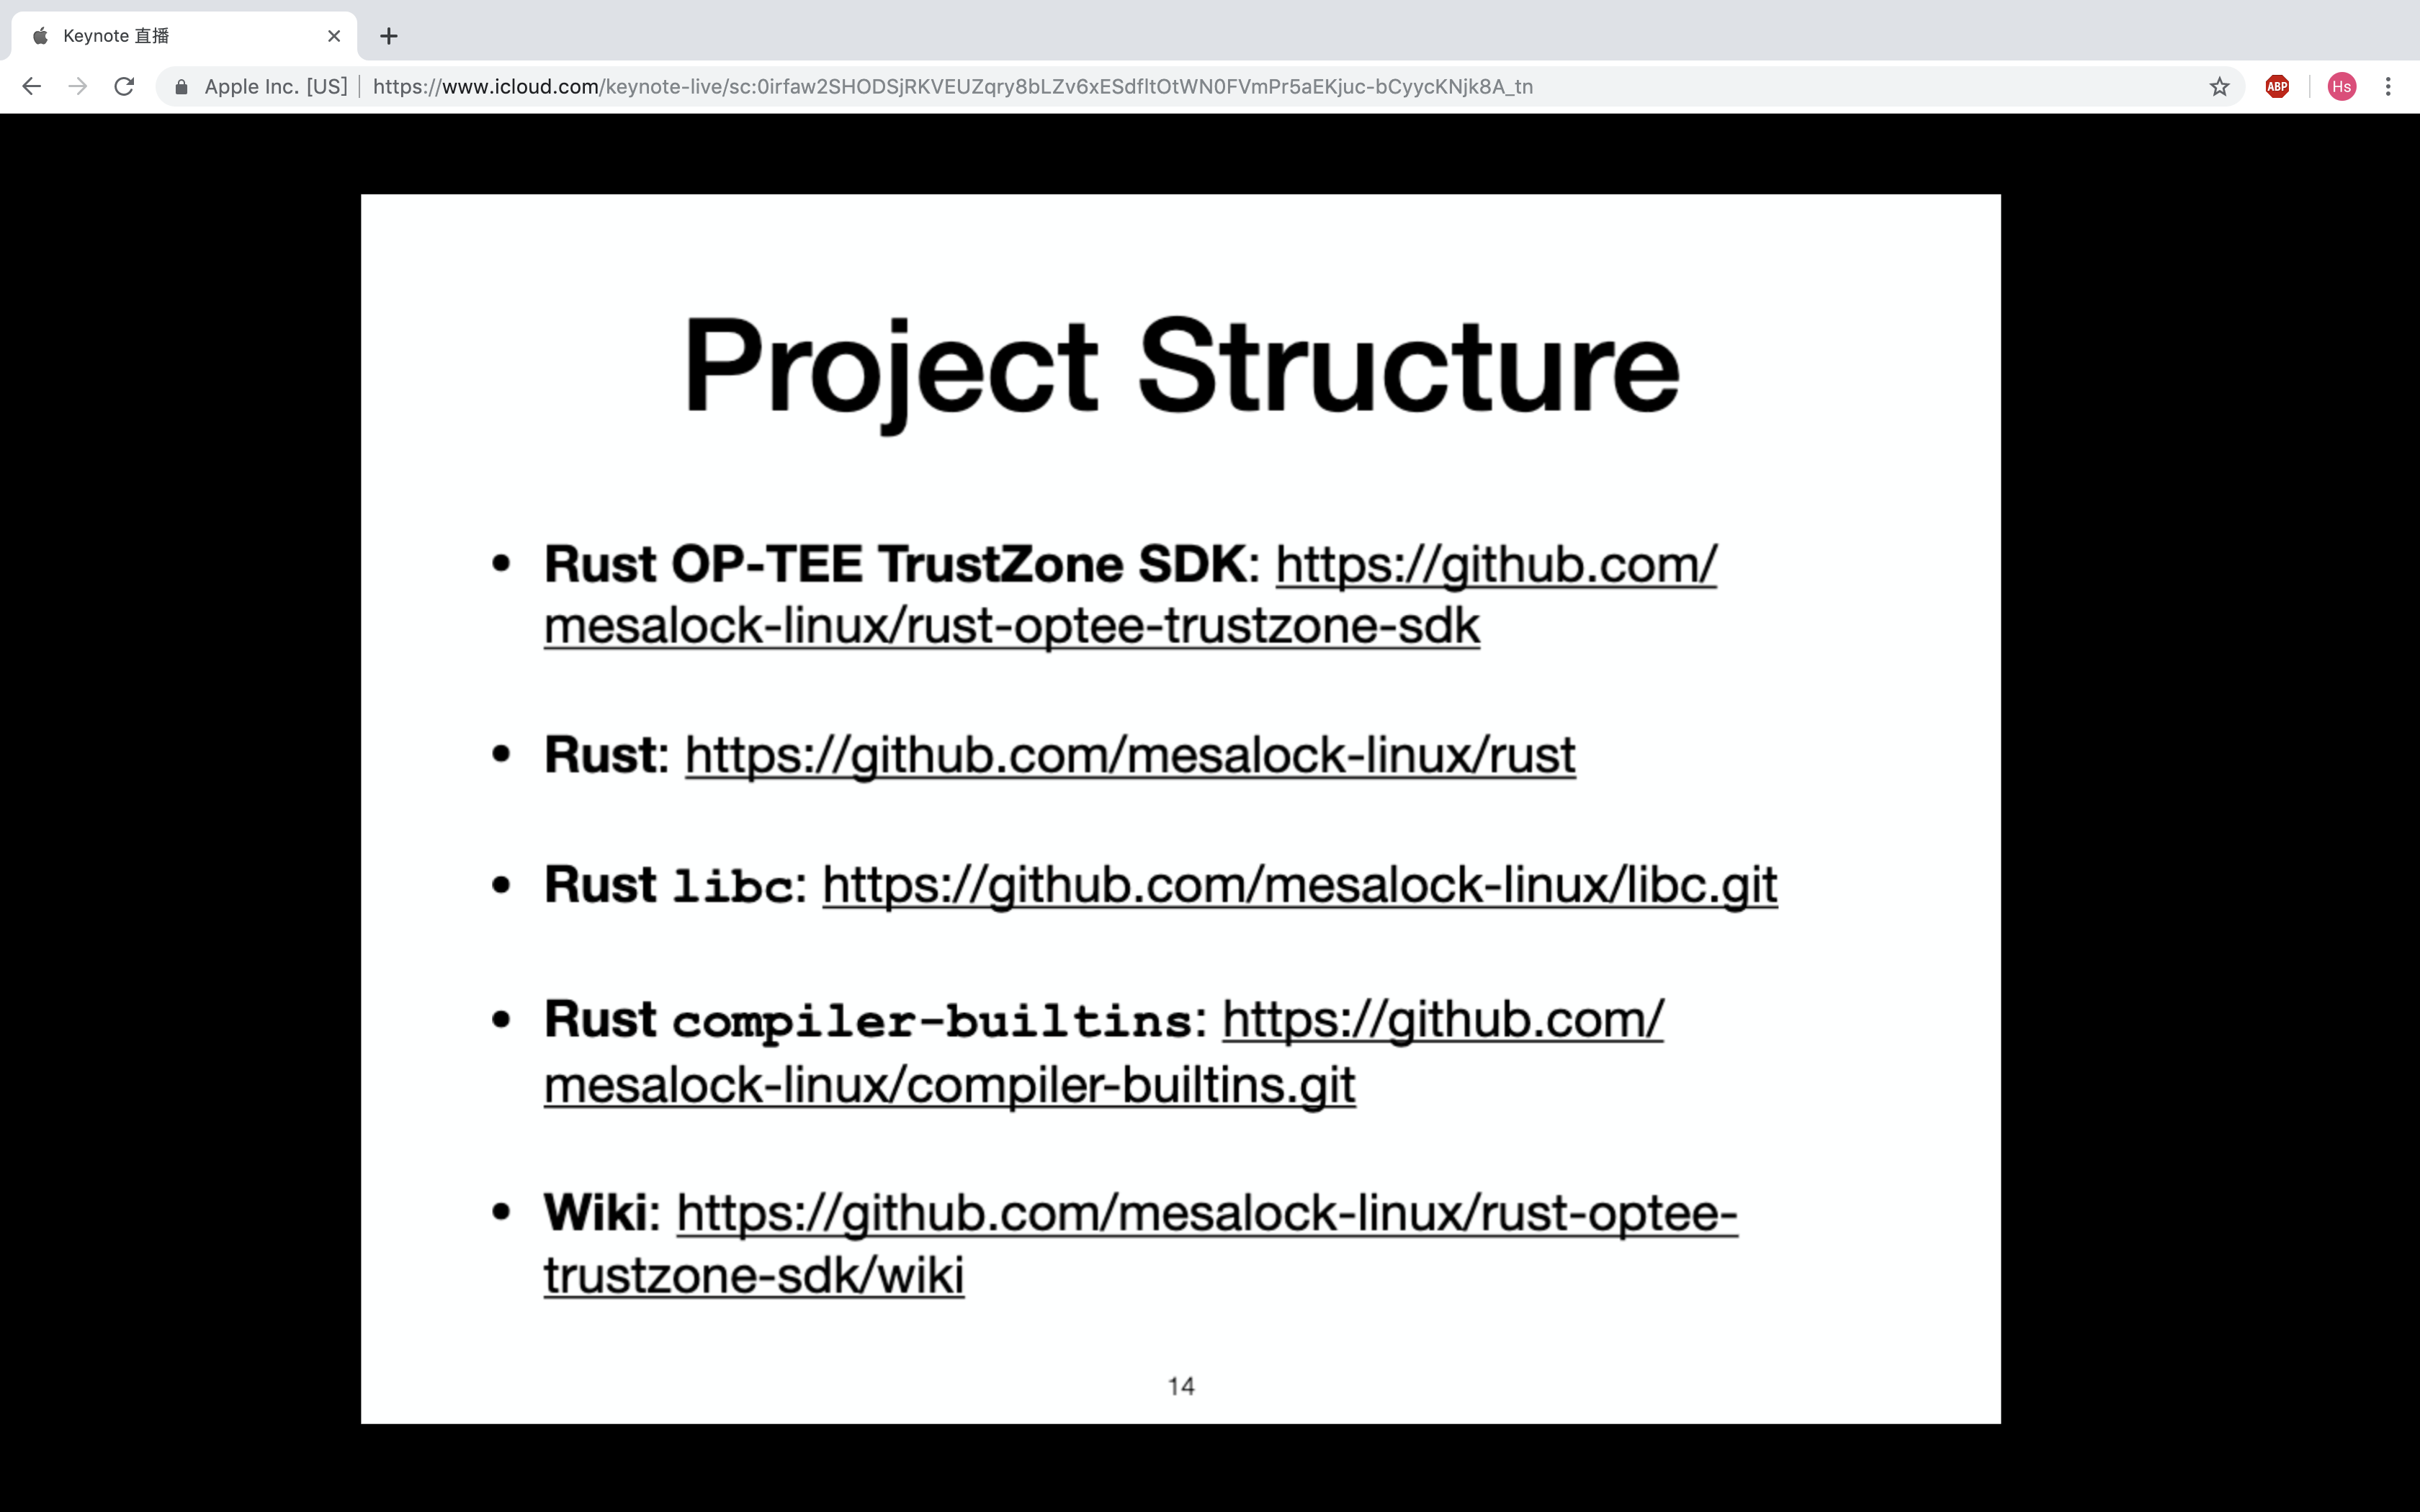 Keynote 直播
Apple Inc. [US] https://www.icloud.com/keynote-live/sc:0irfaw2SHODSjRKVEUZqry8bLZv6xESdfItOtWN0FVmPr5aEKjuc-bCyycKNjk8A_tn
ABP
Hs
Project Structure
• Rust OP-TEE TrustZone SDK: https://github.com/
mesalock-linux/rust-optee-trustzone-sdk
• Rust: https://github.com/mesalock-linux/rust
• Rust libc: https://github.com/mesalock-linux/libc.git
• Rust compiler-builtins: https://github.com/
mesalock-linux/compiler-builtins.git
• Wiki: https://github.com/mesalock-linux/rust-optee-
trustzone-sdk/wiki
14